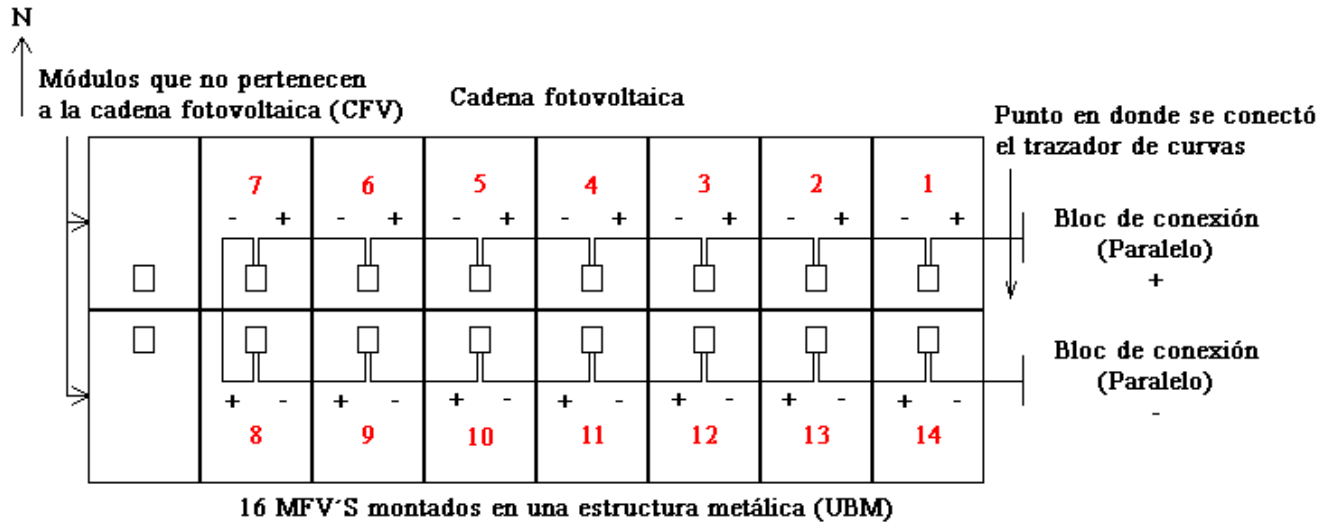 N
Módulos que no pertenecen
a la cadena fotovoltaica (CFV)
Cadena fotovoltaica
Punto en donde se conectó
el trazador de curvas
7 6 5 4 3 2 1
- + - + - + - + - + - + - +
Bloc de conexión
(Paralelo)
+
+ - + - + - + - + - + - + -
8 9 10 11 12 13 14
Bloc de conexión
(Paralelo)
-
16 MFV´S montados en una estructura metálica (UBM)